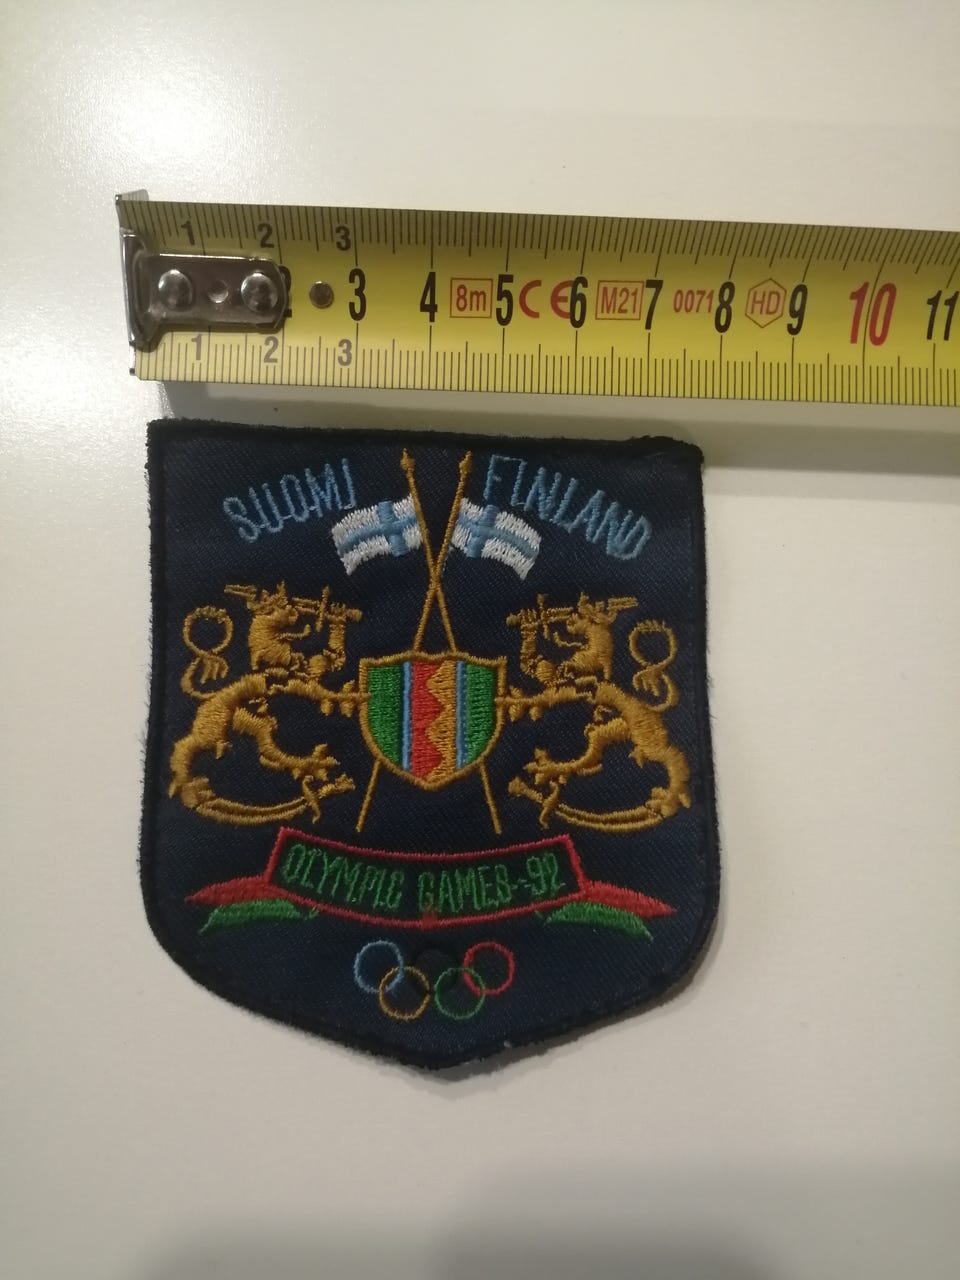 1 2 3
2 3 4 8m 5 CE 6 M21 7 0071 8 HD 9 10 11
1 2 3
SUOMI FINLAND
OLYMPIC GAMES-92